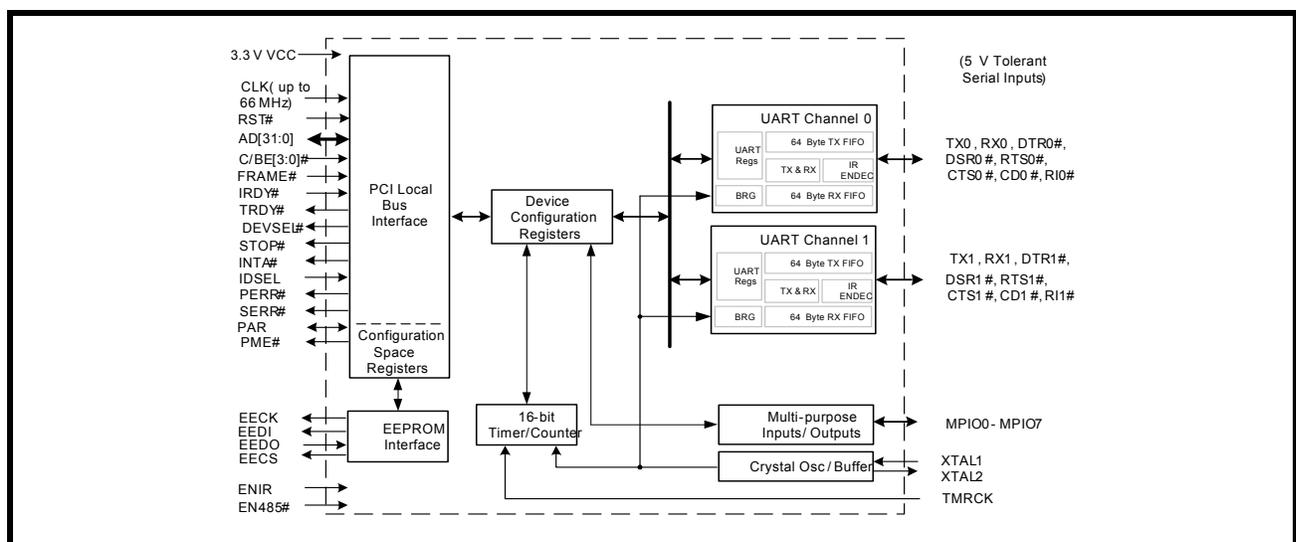 3.3 V VCC
CLK( up to
66 MHz)
RST#
AD[31:0]
C/BE[3:0]#
FRAME#
IRDY#
TRDY#
DEVSEL#
STOP#
INTA#
IDSEL
PERR#
SERR#
PAR
PME#
EECK
EEDI
EEDO
EECS
ENIR
EN485#
PCI Local
Bus
Interface
Configuration
Space
Registers
EEPROM
Interface
Device
Configuration
Registers
16-bit
Timer/Counter
UART Channel 0
UART
Regs
64 Byte TX FIFO
TX & RX
IR
ENDEC
BRG
64 Byte RX FIFO
UART Channel 1
UART
Regs
64 Byte TX FIFO
TX & RX
IR
ENDEC
BRG
64 Byte RX FIFO
Multi-purpose
Inputs/ Outputs
Crystal Osc / Buffer
(5 V Tolerant
Serial Inputs)
TX0 , RX0 , DTR0#,
DSR0 #, RTS0#,
CTS0 #, CD0 #, RI0#
TX1 , RX1 , DTR1#,
DSR1 #, RTS1#,
CTS1 #, CD1 #, RI1#
MPIO0- MPIO7
XTAL1
XTAL2
TMRCK